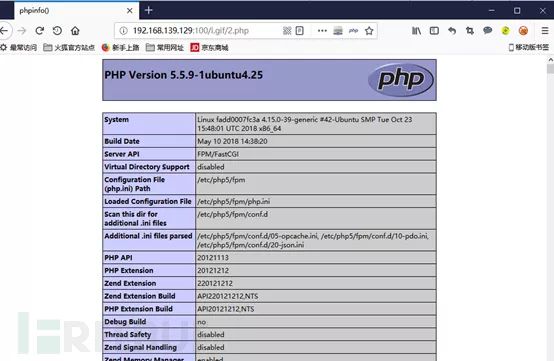 phpinfo()
192.168.139.129:100/i.gif/2.php
最常访问 火狐官方站点 新手上路 常用网址 JD 京东商城 移动版书签
PHP Version 5.5.9-1ubuntu4.25
php
System Linux fadd0007fc3a 4.15.0-39-generic #42-Ubuntu SMP Tue Oct 23
15:48:01 UTC 2018 x86_64
Build Date May 10 2018 14:38:20
Server API FPM/FastCGI
Virtual Directory Support disabled
Configuration File /etc/php5/fpm
(php.ini) Path
Loaded Configuration File /etc/php5/fpm/php.ini
Scan this dir for /etc/php5/fpm/conf.d
additional .ini files
Additional .ini files parsed /etc/php5/fpm/conf.d/05-opcache.ini, /etc/php5/fpm/conf.d/10-pdo.ini,
/etc/php5/fpm/conf.d/20-json.ini
PHP API 20121113
PHP Extension 20121212
Zend Extension 220121212
Zend Extension Build API220121212,NTS
PHP Extension Build API20121212,NTS
Debug Build no
Thread Safety disabled
Zend Signal Handling disabled
Zend Memory Manager enabled